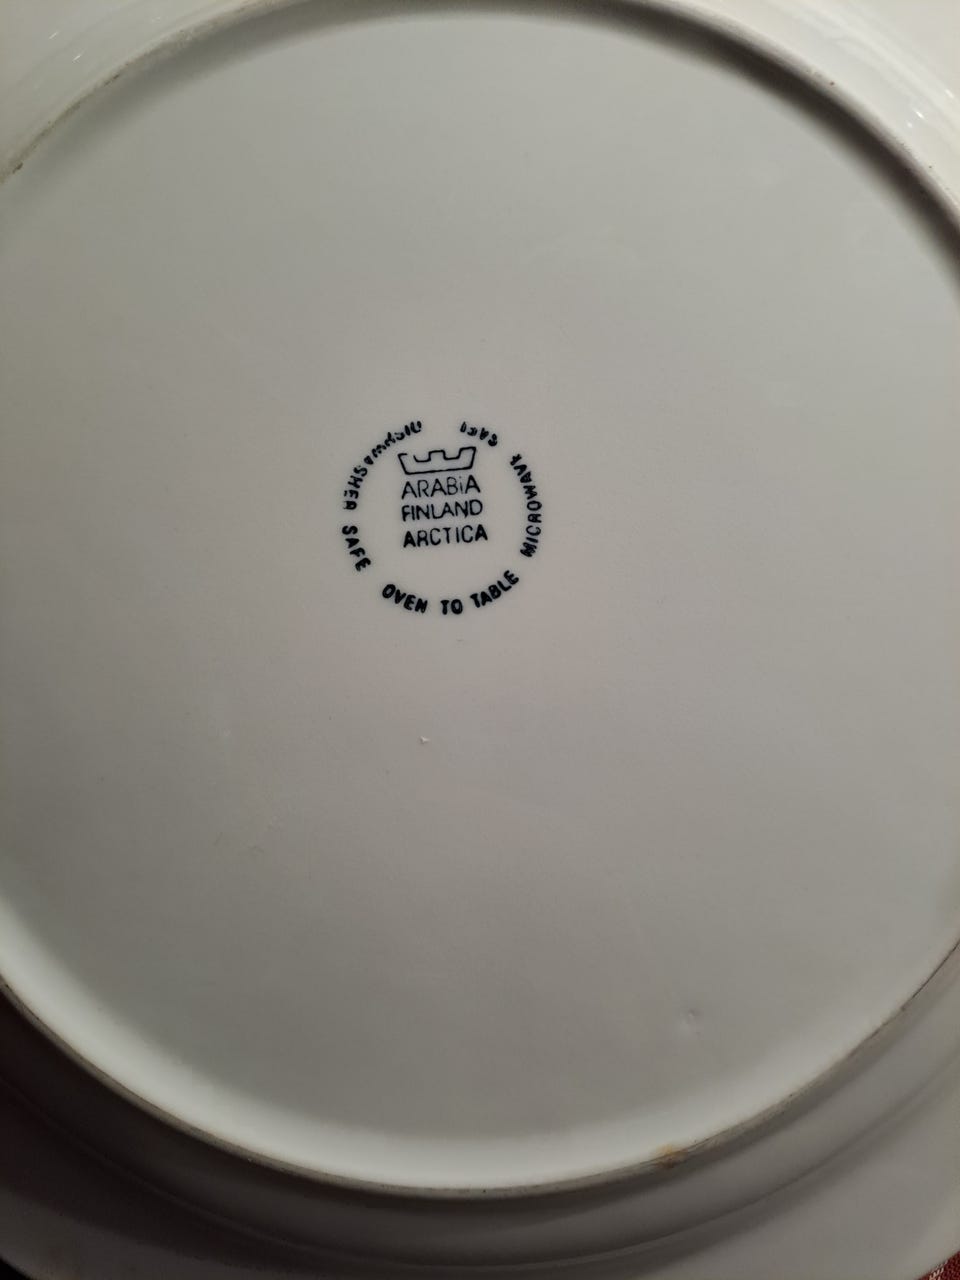 ARABIA
FINLAND
ARCTICA
DISHWASHER SAFE
OVEN TO TABLE
MICROWAVE SAFE